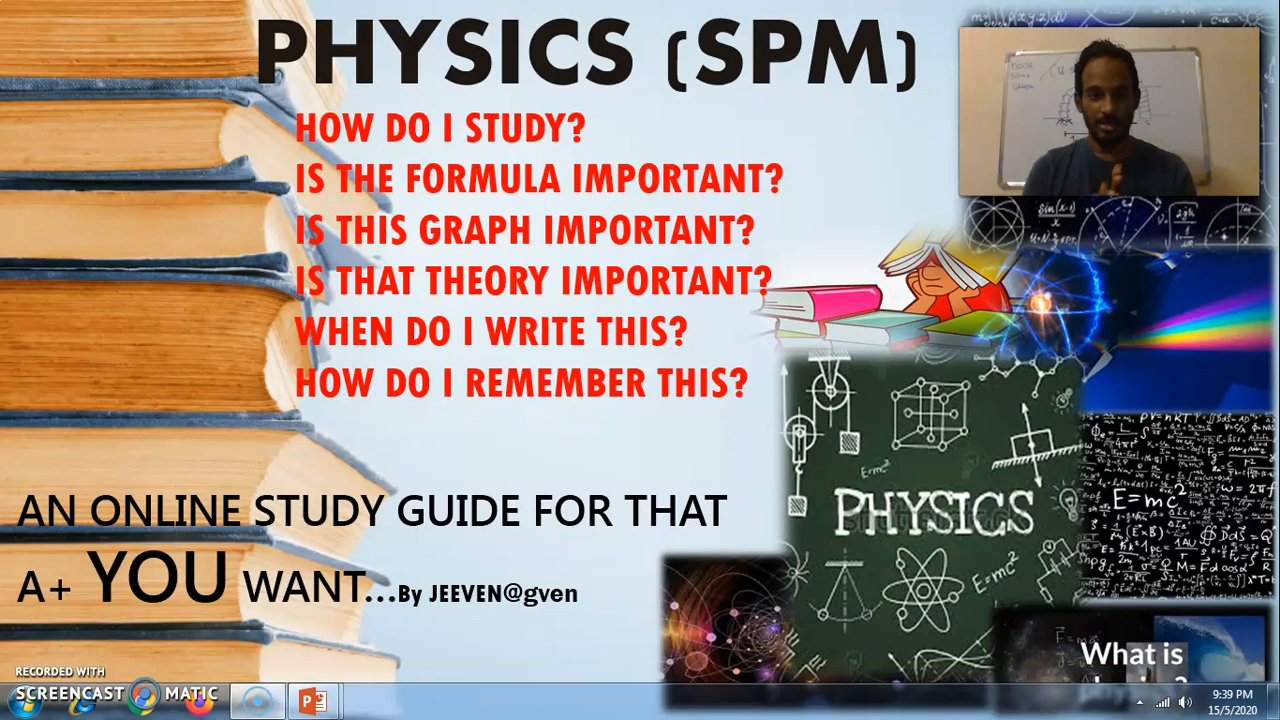 PHYSICS (SPM)
HOW DO I STUDY?
IS THE FORMULA IMPORTANT?
IS THIS GRAPH IMPORTANT?
IS THAT THEORY IMPORTANT?
WHEN DO I WRITE THIS?
HOW DO I REMEMBER THIS?
AN ONLINE STUDY GUIDE FOR THAT
A+ YOU WANT...By JEEVEN@gven
PHYSICS
E=mc²
E=mc²
E=mc²
What is
RECORDED WITH
SCREENCAST MATIC
9:39 PM
15/5/2020